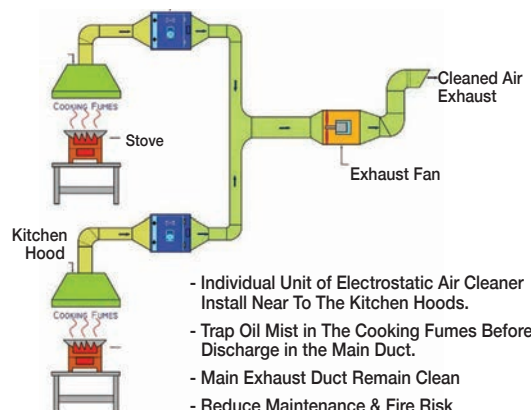 Cleaned Air
Exhaust
COOKING FUMES
Stove
Exhaust Fan
Kitchen
Hood
- Individual Unit of Electrostatic Air Cleaner
Install Near To The Kitchen Hoods.
- Trap Oil Mist in The Cooking Fumes Before
Discharge in the Main Duct.
COOKING FUMES
- Main Exhaust Duct Remain Clean
- Reduce Maintenance & Fire Risk